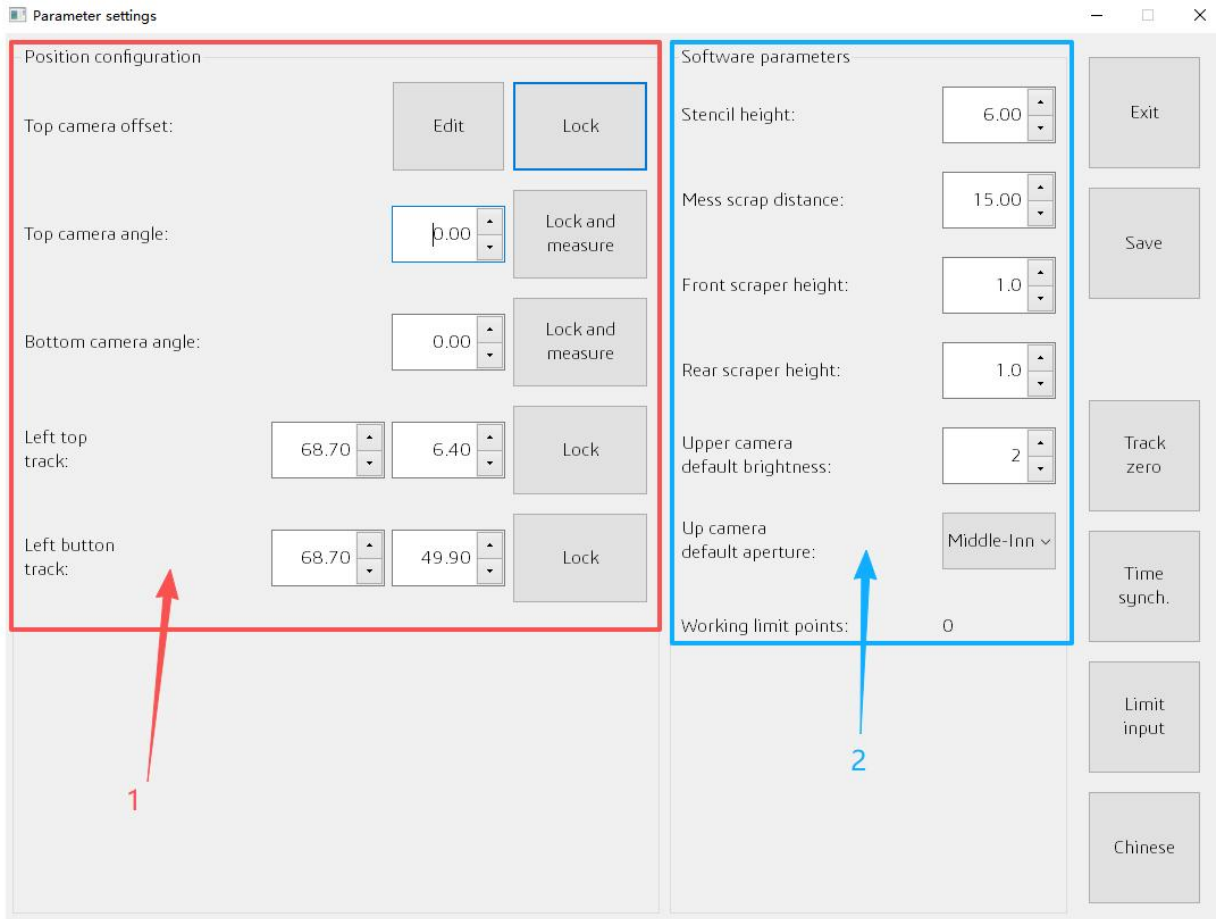 Parameter settings
Position configuration
Top camera offset:
Edit
Lock
Top camera angle:
0.00
Lock and
measure
Bottom camera angle:
0.00
Lock and
measure
Left top
track:
68.70
6.40
Lock
Left button
track:
68.70
49.90
Lock
1
Software parameters
Stencil height:
6.00
Mess scrap distance:
15.00
Front scraper height:
1.0
Rear scraper height:
1.0
Upper camera
default brightness:
2
Up camera
default aperture:
Middle-Inn
Working limit points:
0
2
Exit
Save
Track
zero
Time
synch.
Limit
input
Chinese